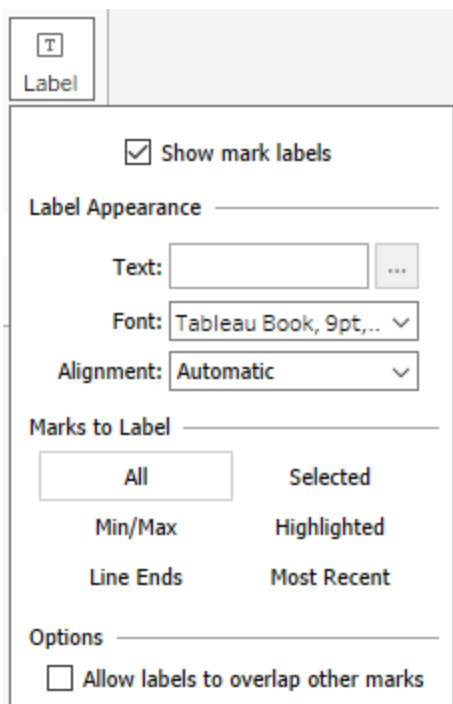 T
Label
Show mark labels
Label Appearance
Text: ...
Font: Tableau Book, 9pt,..
Alignment: Automatic
Marks to Label
All Selected
Min/Max Highlighted
Line Ends Most Recent
Options
Allow labels to overlap other marks